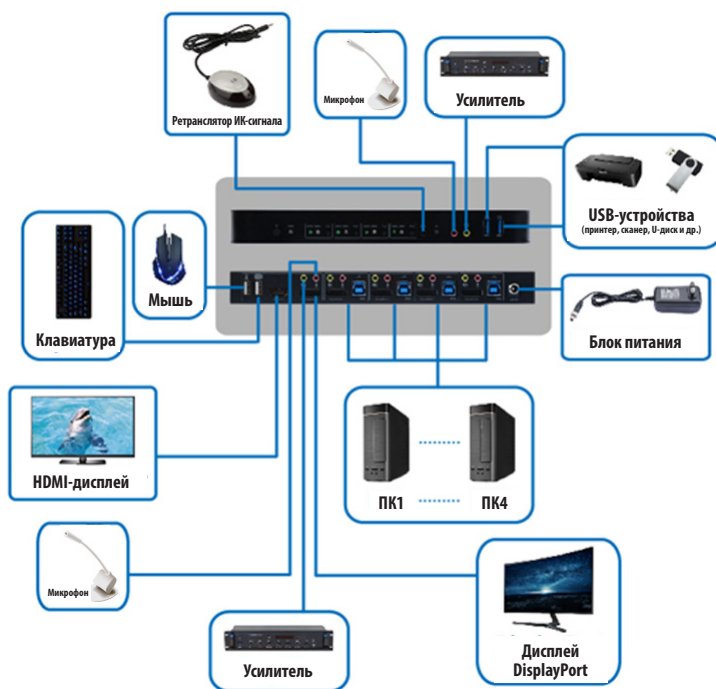 Ретранслятор ИК-сигнала
Микрофон
Усилитель
USB-устройства
(принтер, сканер, U-диск и др.)
Клавиатура
Мышь
Блок питания
HDMI-дисплей
ПК1
ПК4
Микрофон
Усилитель
Дисплей
DisplayPort